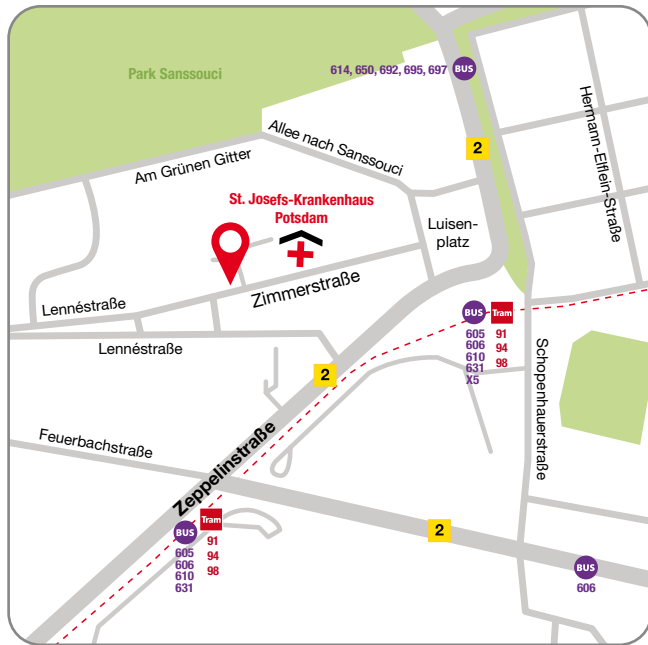 614, 650, 692, 695, 697
BUS
Park Sanssouci
2
Hermann-Elflein-Straße
Allee nach Sanssouci
Am Grünen Gitter
St. Josefs-Krankenhaus
Potsdam
Luisen-
platz
Zimmerstraße
Lennéstraße
BUS
Tram
605
606
610
631
X5
91
94
98
Lennéstraße
2
Schopenhauerstraße
Feuerbachstraße
Zeppelinstraße
Tram
BUS
91
94
98
605
606
610
631
2
BUS
606